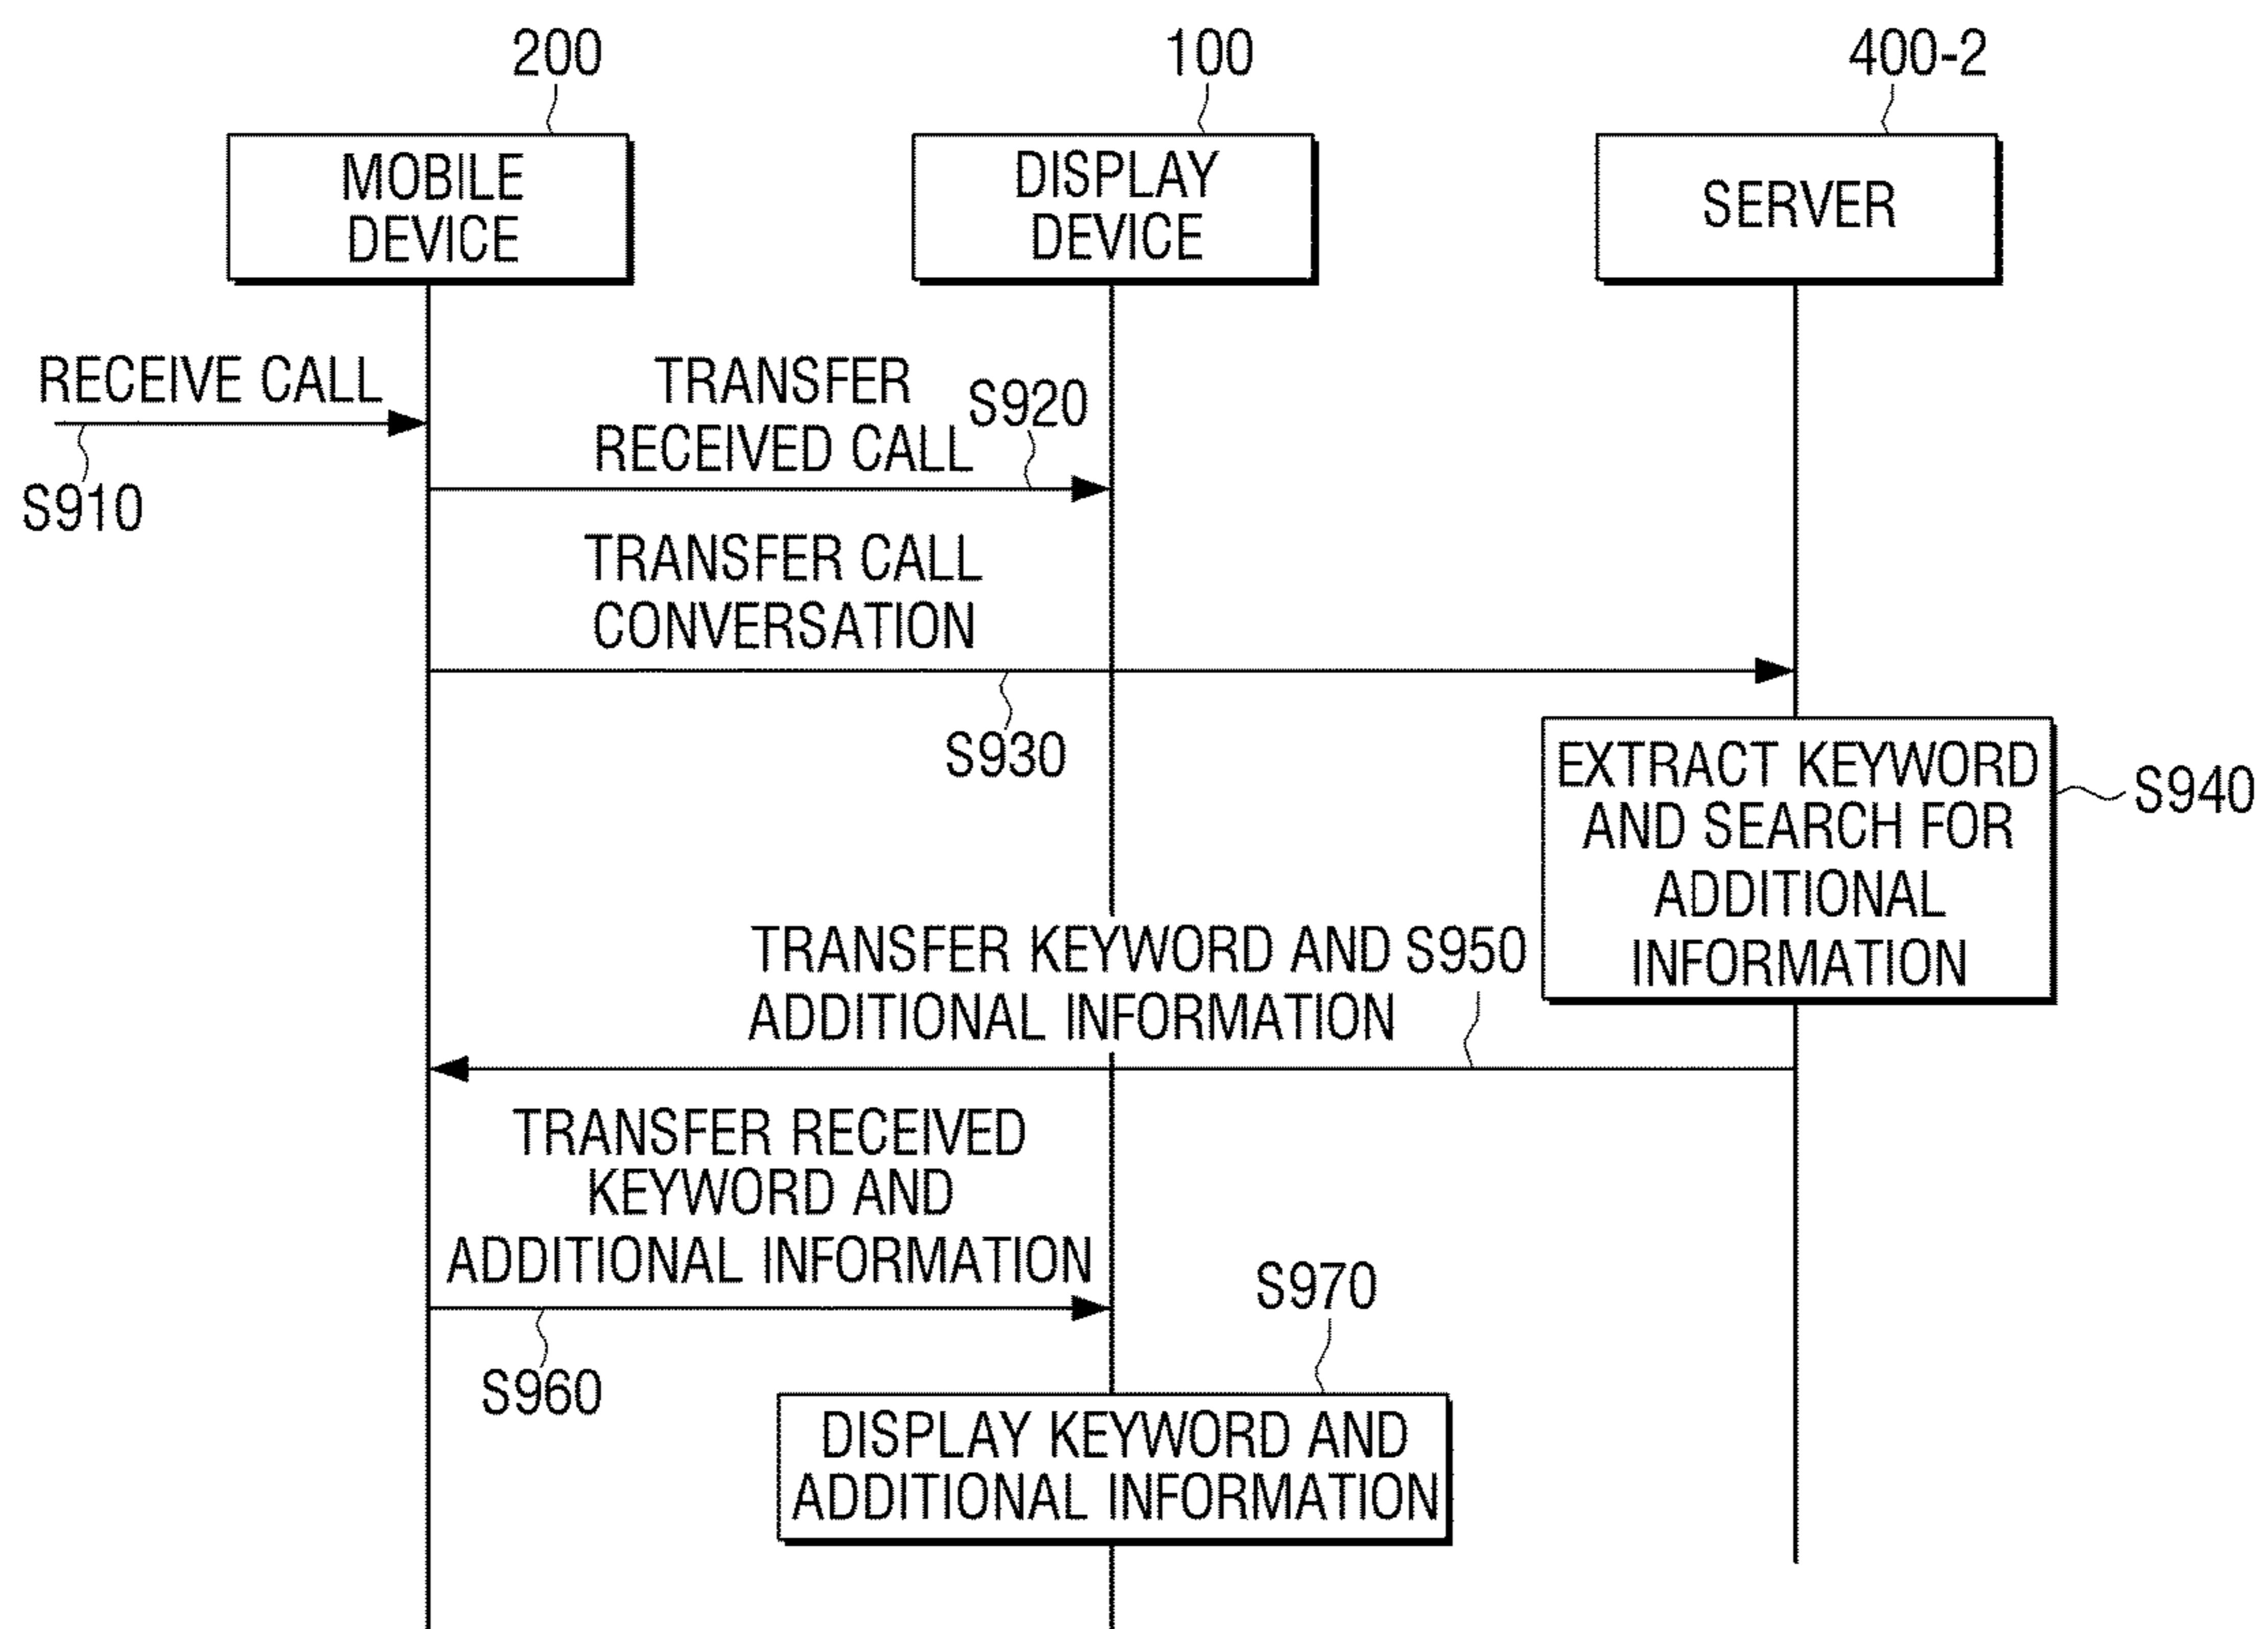 200
100
400-2
MOBILE
DEVICE
DISPLAY
DEVICE
SERVER
RECEIVE CALL
S910
TRANSFER
RECEIVED CALL
S920
TRANSFER CALL
CONVERSATION
S930
EXTRACT KEYWORD
AND SEARCH FOR
ADDITIONAL
INFORMATION
S940
TRANSFER KEYWORD AND
ADDITIONAL INFORMATION
S950
TRANSFER RECEIVED
KEYWORD AND
ADDITIONAL INFORMATION
S960
S970
DISPLAY KEYWORD AND
ADDITIONAL INFORMATION